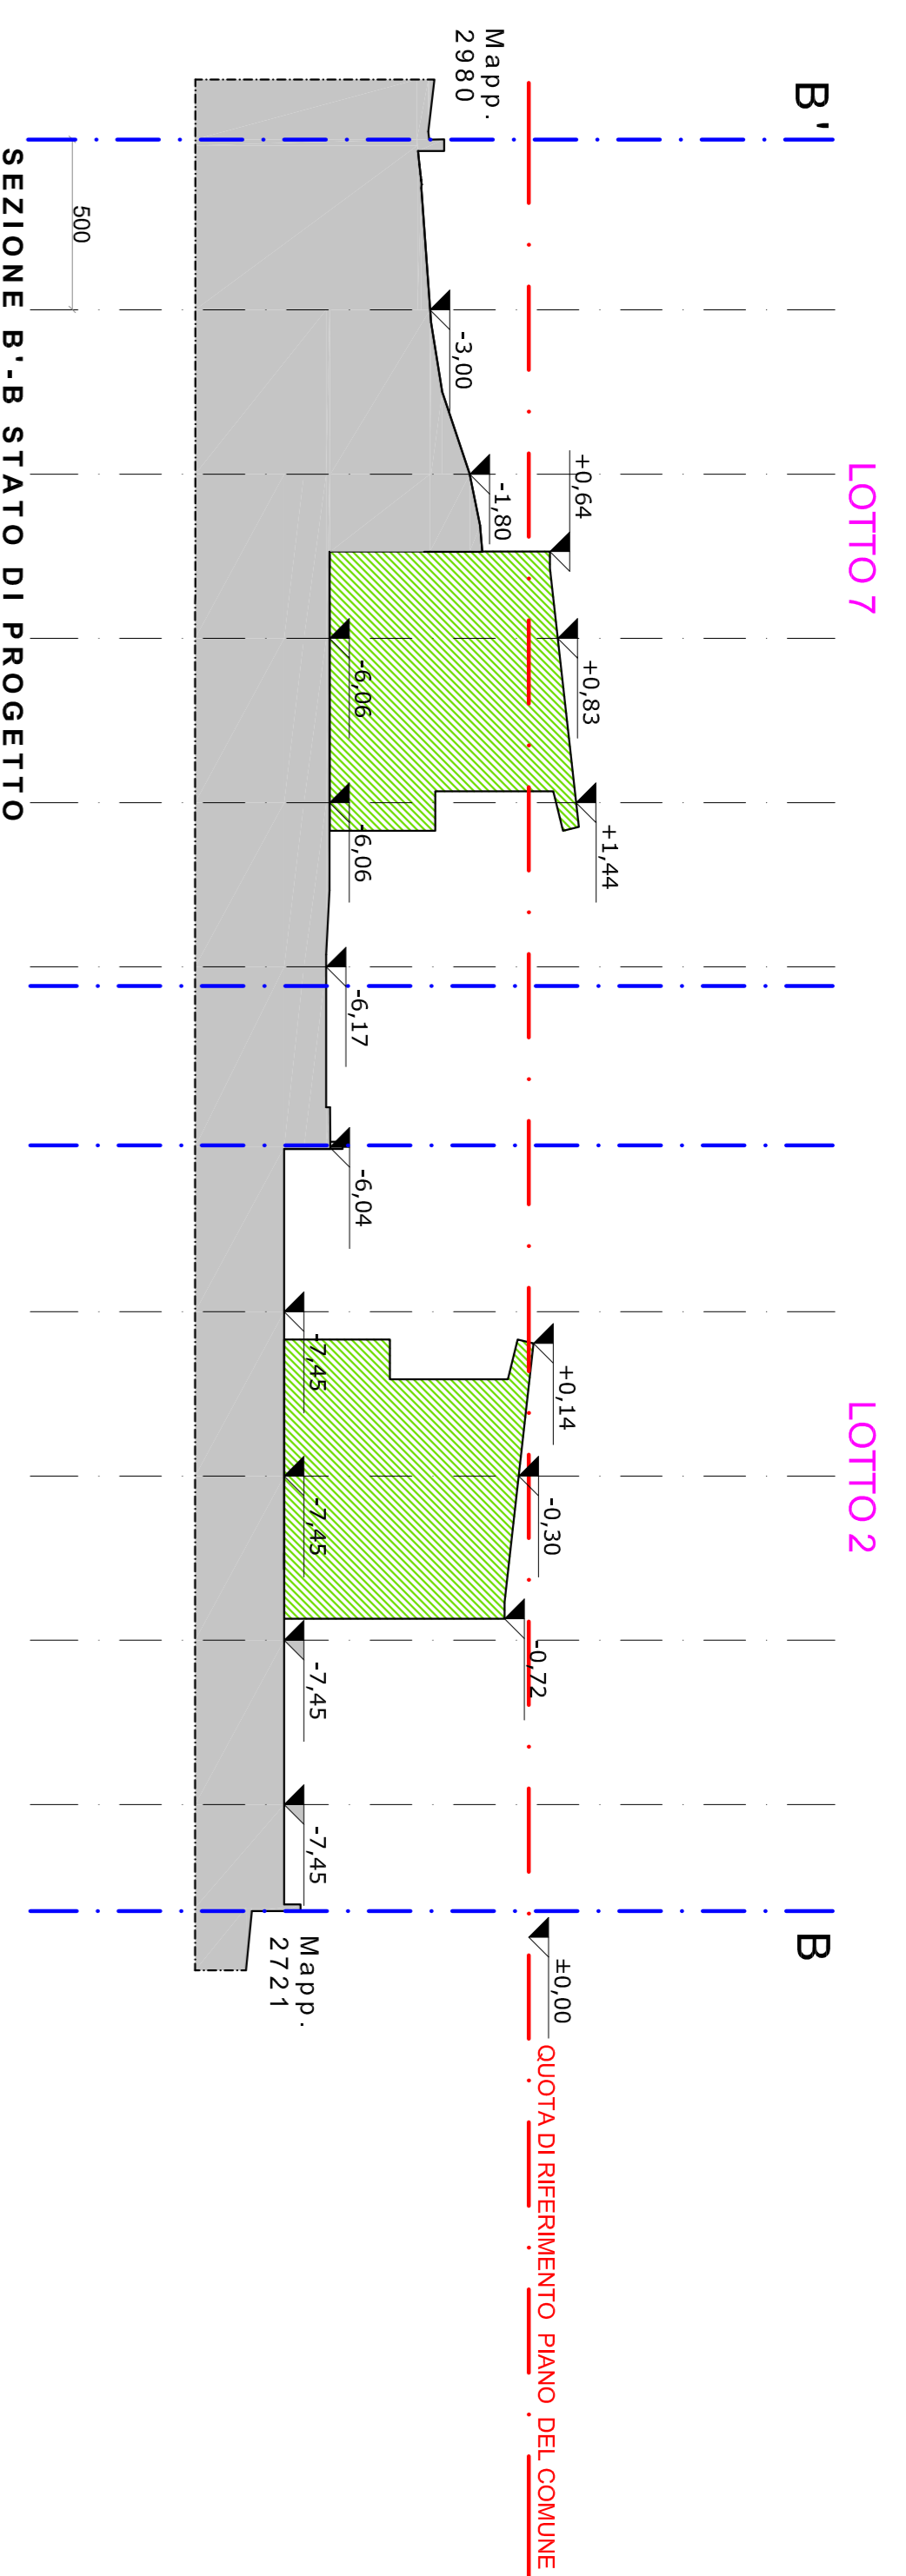 B'
B
LOTTO 7
LOTTO 2
+0,64
+0,83
+1,44
+0,14
-0,30
-0,72
±0,00
QUOTA DI RIFERIMENTO PIANO DEL COMUNE
Mapp.
2980
-3,00
-1,80
-6,06
-6,06
-6,17
-6,04
-7,45
-7,45
-7,45
-7,45
Mapp.
2721
500
SEZIONE B'-B STATO DI PROGETTO